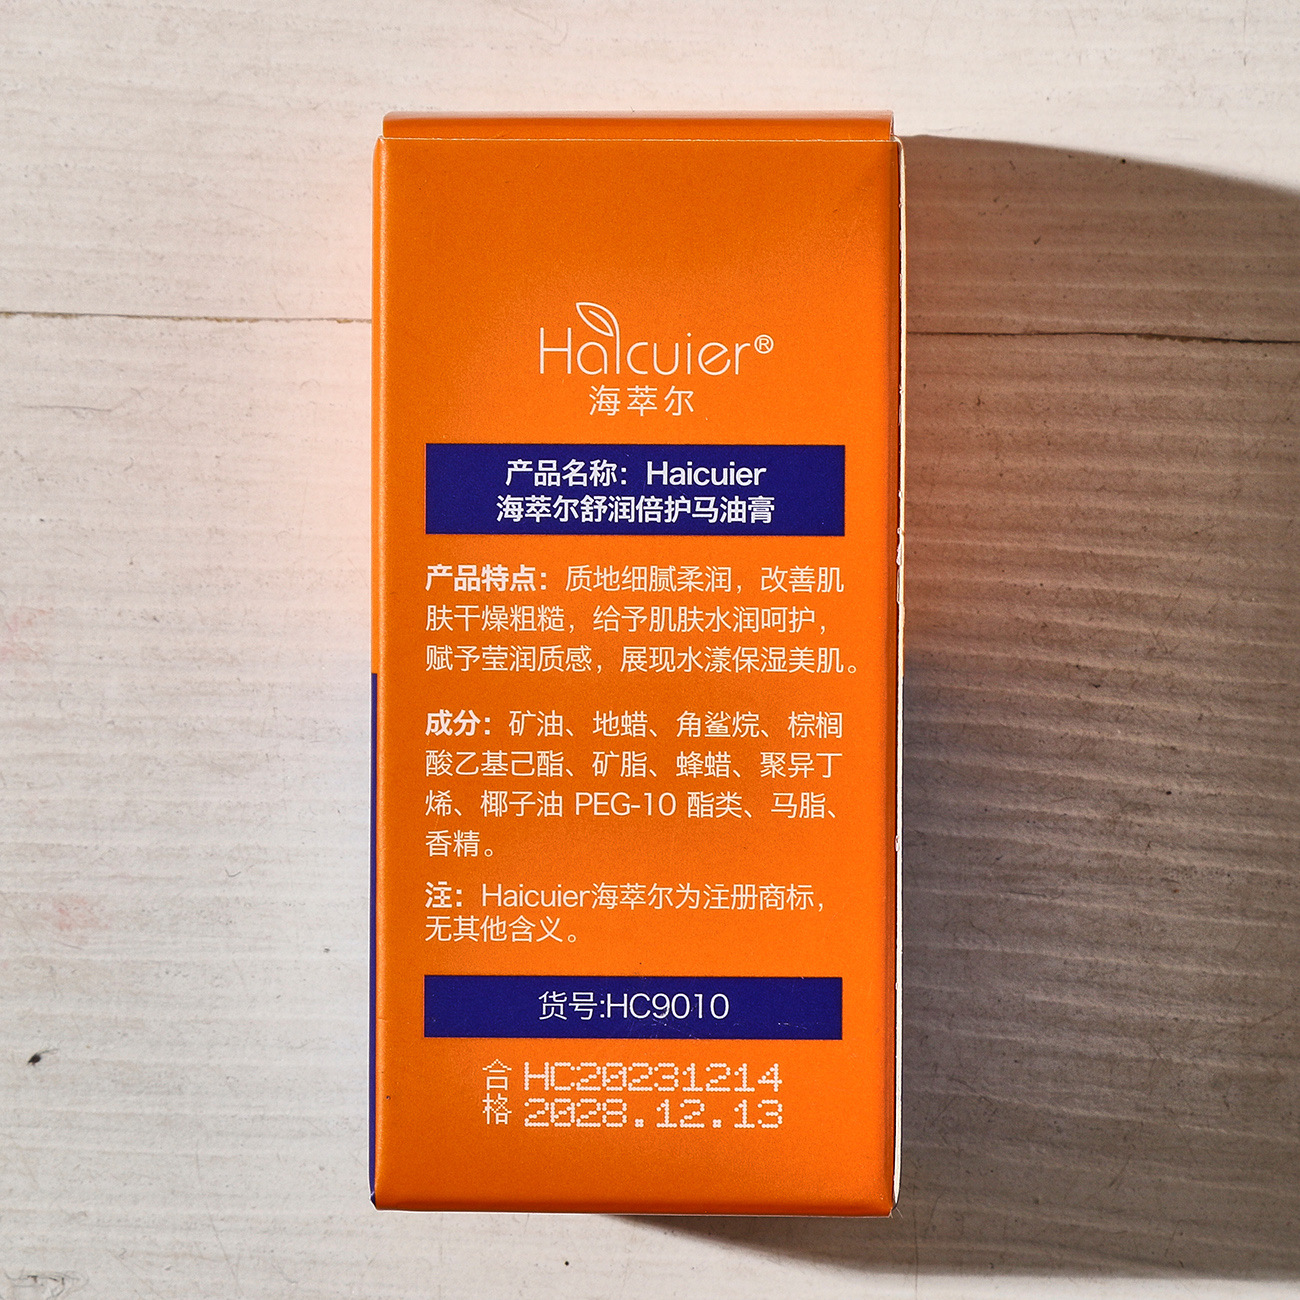 Haicuier®
海萃尔
产品名称：Haicuier
海萃尔舒润倍护马油膏
产品特点：质地细腻柔润，改善肌
肤干燥粗糙，给予肌肤水润呵护，
赋予莹润质感，展现水漾保湿美肌。
成分：矿油、地蜡、角鲨烷、棕榈
酸乙基己酯、矿脂、蜂蜡、聚异丁
烯、椰子油 PEG-10 酯类、马脂、
香精。
注：Haicuier海萃尔为注册商标，
无其他含义。
货号:HC9010
合格
HC20231214
2028.12.13